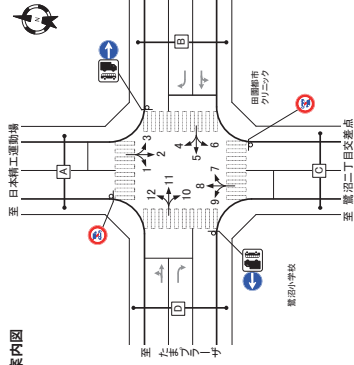 案内図
至 日本精工運動場
A
B
C
D
1
2
3
4
5
6
7
8
9
10
11
12
田園都市
クリニック
鷺沼小学校
至 鷺沼二丁目交差点
至 たまプラーザ